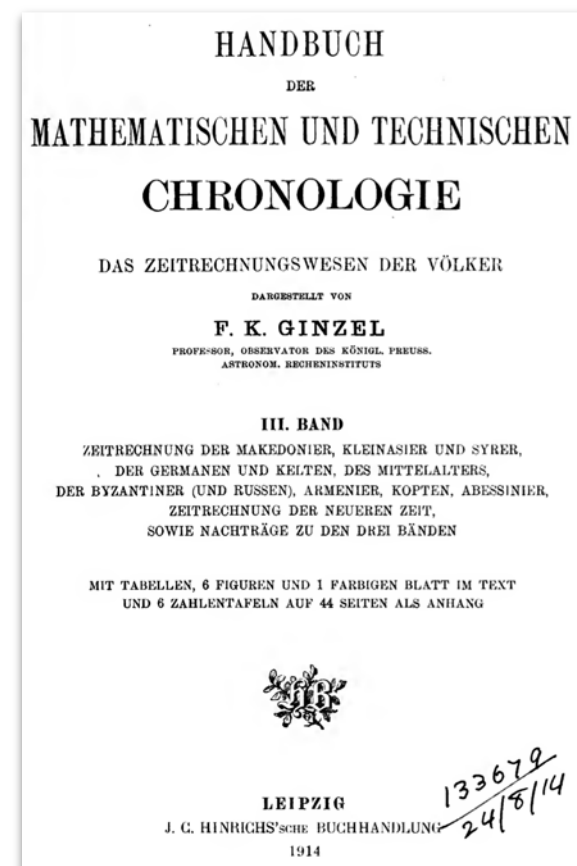 HANDBUCH
DER
MATHEMATISCHEN UND TECHNISCHEN
CHRONOLOGIE
DAS ZEITRECHNUNGSWESEN DER VÖLKER
DARGESTELLT VON
F. K. GINZEL
PROFESSOR, OBSERVATOR DES KÖNIGL. PREUSS.
ASTRONOM. RECHENINSTITUTS
III. BAND
ZEITRECHNUNG DER MAKEDONIER, KLEINASIER UND SYRER,
DER GERMANEN UND KELTEN, DES MITTELALTERS,
DER BYZANTINER (UND RUSSEN), ARMENIER, KOPTEN, ABESSINIER,
ZEITRECHNUNG DER NEUEREN ZEIT,
SOWIE NACHTRÄGE ZU DEN DREI BÄNDEN
MIT TABELLEN, 6 FIGUREN UND 1 FARBIGEN BLATT IM TEXT
UND 6 ZAHLENTAFELN AUF 44 SEITEN ALS ANHANG
133679
24/8/14
LEIPZIG
J. C. HINRICHS'SCHE BUCHHANDLUNG
1914